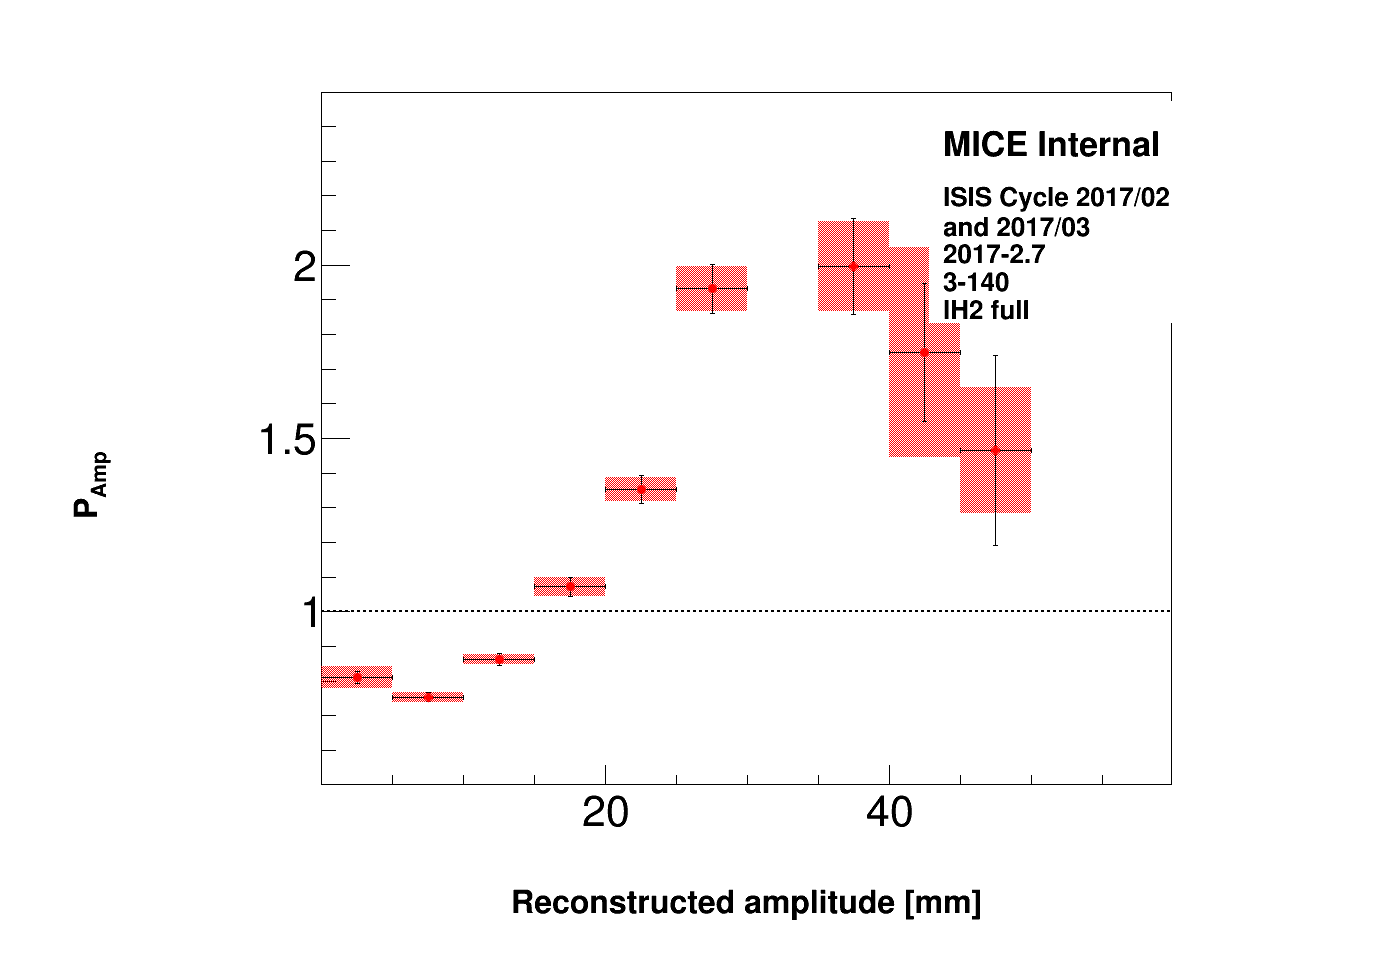 MICE Internal
ISIS Cycle 2017/02
and 2017/03
2017-2.7
3-140
IH2 full
2
1.5
1
P_Amp
20 40
Reconstructed amplitude [mm]